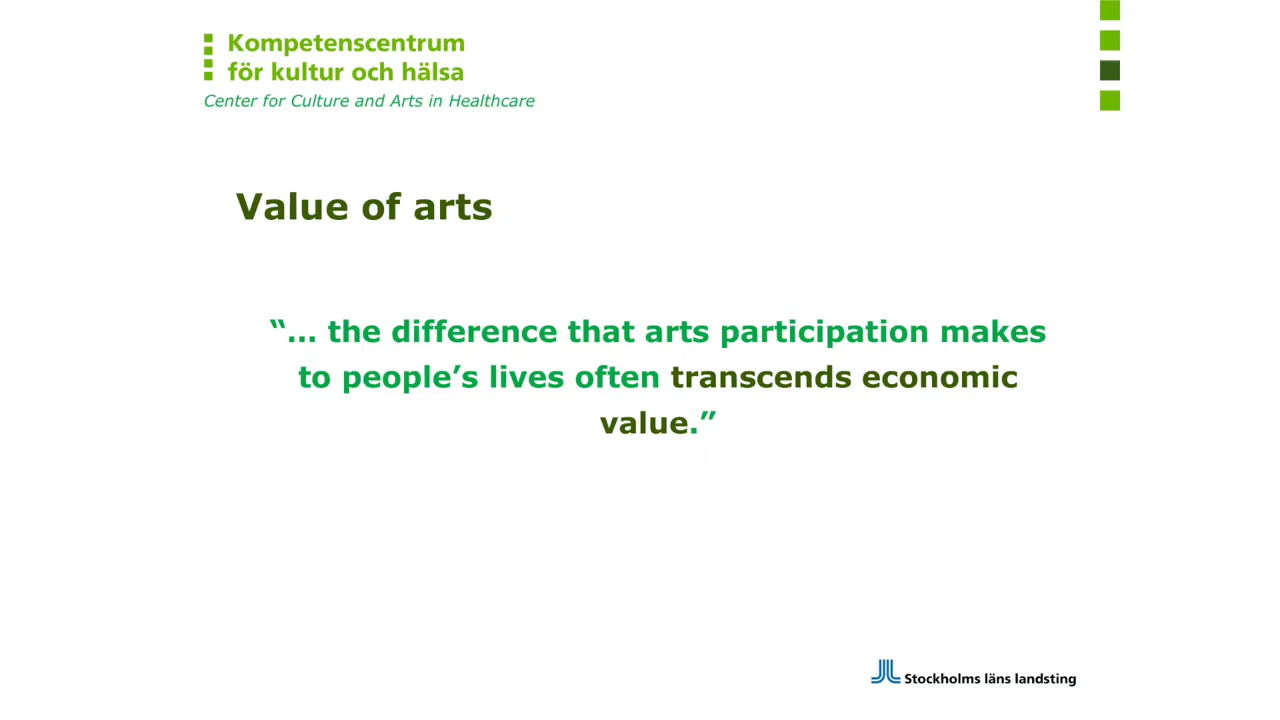 Kompetenscentrum
för kultur och hälsa
Center for Culture and Arts in Healthcare
Value of arts
“... the difference that arts participation makes
to people’s lives often transcends economic
value.”
Stockholms läns landsting